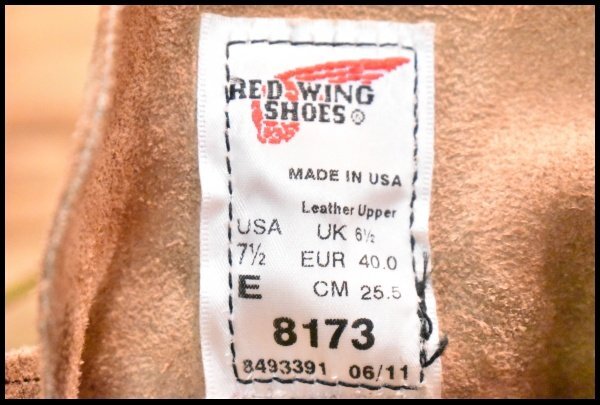 RED WING
SHOES®
MADE IN USA
Leather Upper
USA UK 6½
7½ EUR 40.0
E CM 25.5
8173
8493391 06/11